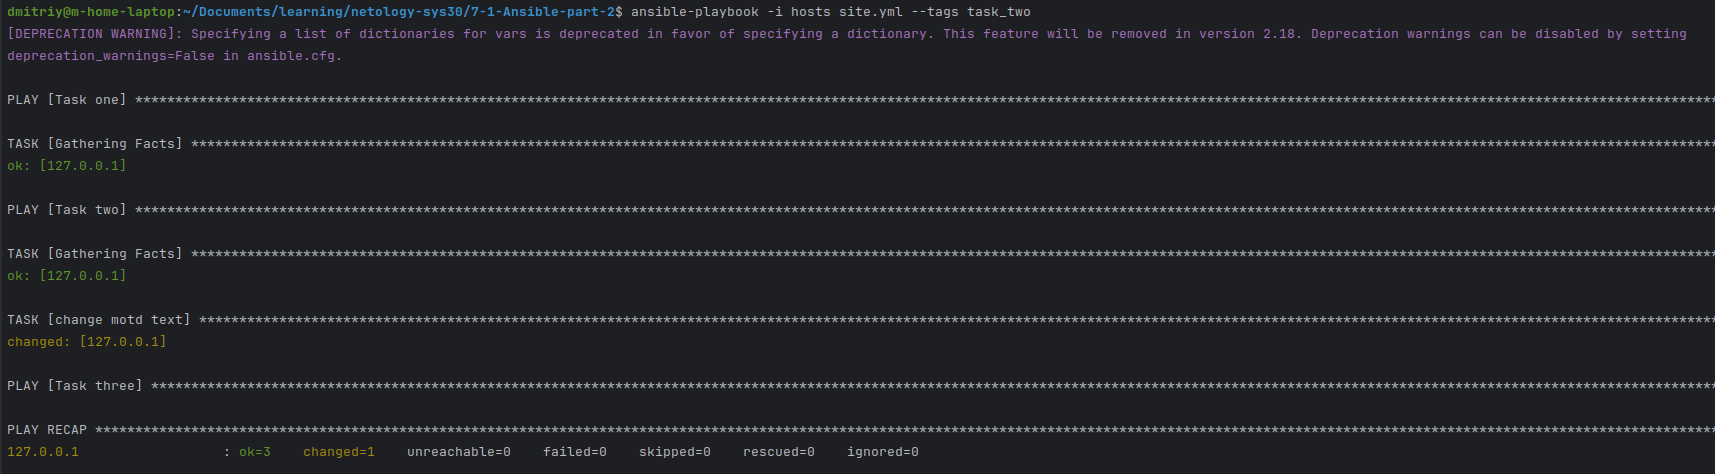 dmitriy@m-home-laptop:~/Documents/learning/netology-sys30/7-1-Ansible-part-2$ ansible-playbook -i hosts site.yml --tags task_two
[DEPRECATION WARNING]: Specifying a list of dictionaries for vars is deprecated in favor of specifying a dictionary. This feature will be removed in version 2.18. Deprecation warnings can be disabled by setting
deprecation_warnings=False in ansible.cfg.
PLAY [Task one] ****************************************************************************************************************************************************************************************************
TASK [Gathering Facts] *********************************************************************************************************************************************************************************************
ok: [127.0.0.1]
PLAY [Task two] ****************************************************************************************************************************************************************************************************
TASK [Gathering Facts] *********************************************************************************************************************************************************************************************
ok: [127.0.0.1]
TASK [change motd text] ********************************************************************************************************************************************************************************************
changed: [127.0.0.1]
PLAY [Task three] **************************************************************************************************************************************************************************************************
PLAY RECAP *********************************************************************************************************************************************************************************************************
127.0.0.1                  : ok=3    changed=1    unreachable=0    failed=0    skipped=0    rescued=0    ignored=0